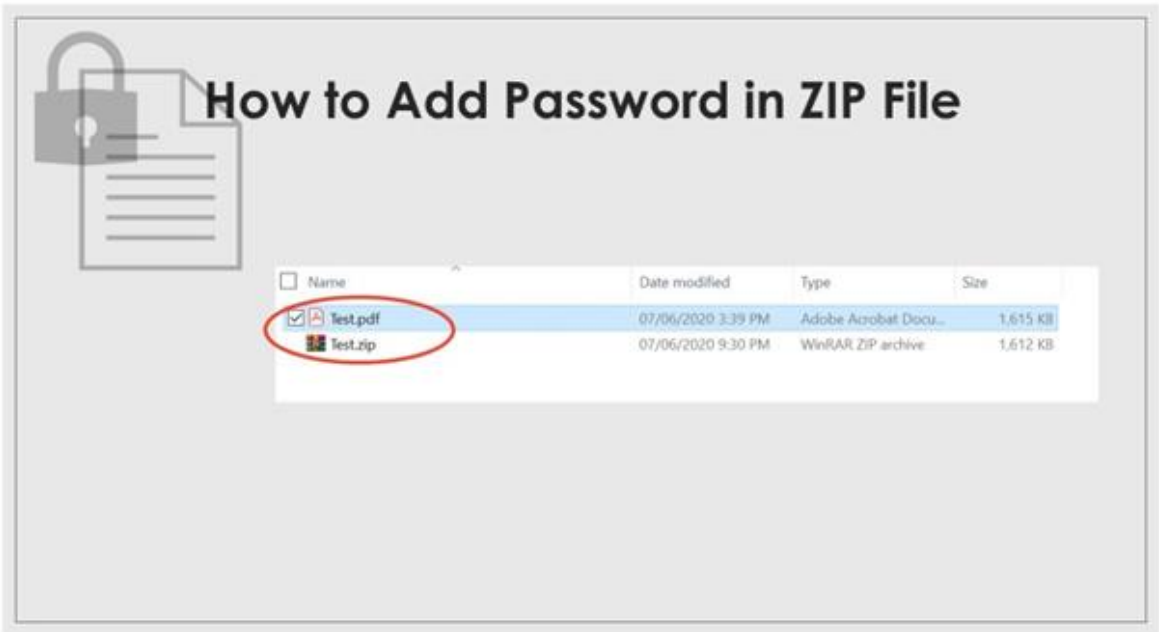 How to Add Password in ZIP File
Name Date modified Type Size
Test.pdf 07/06/2020 3:39 PM Adobe Acrobat Docu... 1,615 KB
Test.zip 07/06/2020 9:30 PM WinRAR ZIP archive 1,612 KB